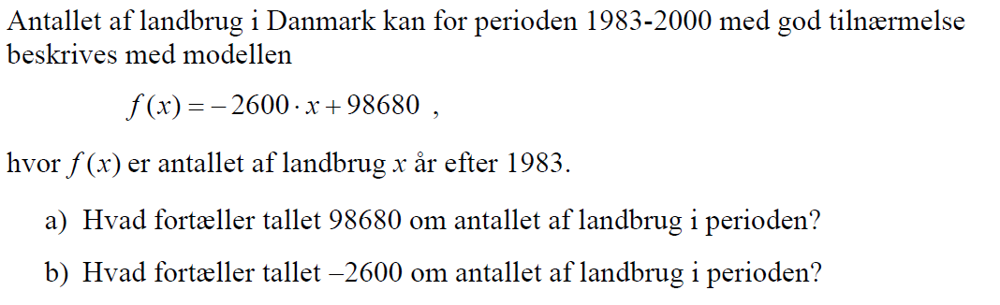 Antallet af landbrug i Danmark kan for perioden 1983-2000 med god tilnærmelse
beskrives med modellen
f(x) = −2600·x + 98680 ,
hvor f(x) er antallet af landbrug x år efter 1983.
a) Hvad fortæller tallet 98680 om antallet af landbrug i perioden?
b) Hvad fortæller tallet −2600 om antallet af landbrug i perioden?